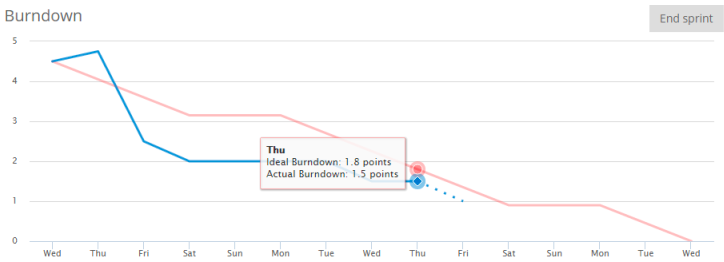 Burndown
End sprint
5
4
3
2
1
0
Thu
Ideal Burndown: 1.8 points
Actual Burndown: 1.5 points
Wed Thu Fri Sat Sun Mon Tue Wed Thu Fri Sat Sun Mon Tue Wed